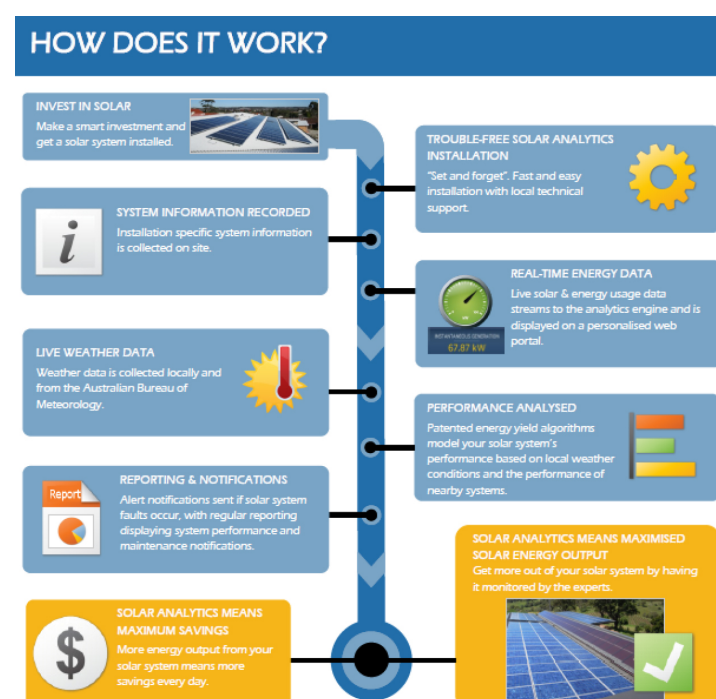 HOW DOES IT WORK?
INVEST IN SOLAR
Make a smart investment and
get a solar system installed.
TROUBLE-FREE SOLAR ANALYTICS
INSTALLATION
"Set and forget". Fast and easy
installation with local technical
support.
SYSTEM INFORMATION RECORDED
Installation specific system information
is collected on site.
i
REAL-TIME ENERGY DATA
Live solar & energy usage data
streams to the analytics engine and is
displayed on a personalised web
portal.
INSTANTANEOUS GENERATION
67.87 kW
LIVE WEATHER DATA
Weather data is collected locally and
from the Australian Bureau of
Meteorology.
PERFORMANCE ANALYSED
Patented energy yield algorithms
model your solar system's
performance based on local weather
conditions and the performance of
nearby systems.
REPORTING & NOTIFICATIONS
Report
Alert notifications sent if solar system
faults occur, with regular reporting
displaying system performance and
maintenance notifications.
SOLAR ANALYTICS MEANS MAXIMISED
SOLAR ENERGY OUTPUT
Get more out of your solar system by having
it monitored by the experts.
SOLAR ANALYTICS MEANS
MAXIMUM SAVINGS
$
More energy output from your
solar system means more
savings every day.